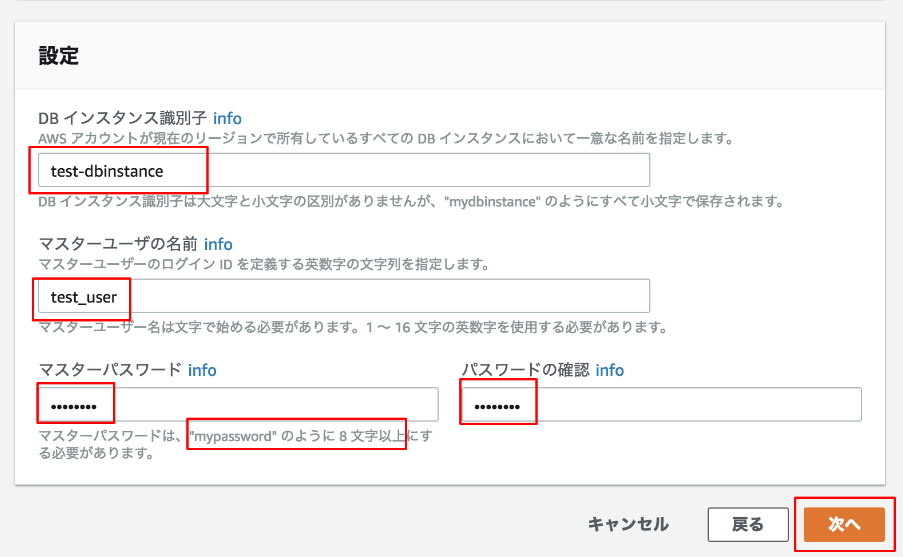 設定
DB インスタンス識別子 info
AWS アカウントが現在のリージョンで所有しているすべての DB インスタンスにおいて一意な名前を指定します。
test-dbinstance
DB インスタンス識別子は大文字と小文字の区別がありませんが、"mydbinstance" のようにすべて小文字で保存されます。
マスターユーザの名前 info
マスターユーザーのログイン ID を定義する英数字の文字列を指定します。
test_user
マスターユーザー名は文字で始める必要があります。1 〜 16 文字の英数字を使用する必要があります。
マスターパスワード info
••••••••
マスターパスワードは、"mypassword" のように 8 文字以上にす
る必要があります。
パスワードの確認 info
••••••••
キャンセル
戻る
次へ